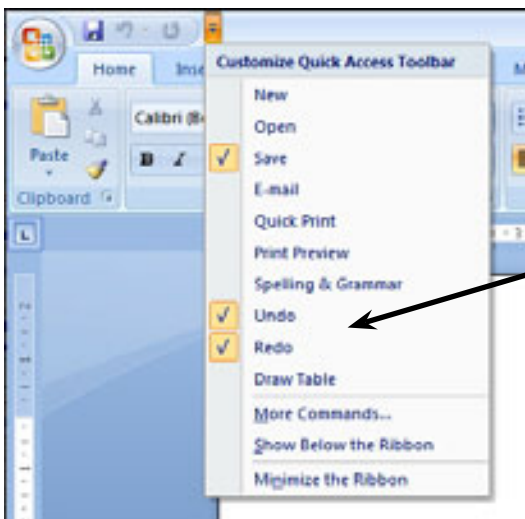 Home Inse
Customize Quick Access Toolbar
New
Open
Save
E-mail
Quick Print
Print Preview
Spelling & Grammar
Undo
Redo
Draw Table
More Commands...
Show Below the Ribbon
Minimize the Ribbon
Calibri (B
Paste
B I
Clipboard
L